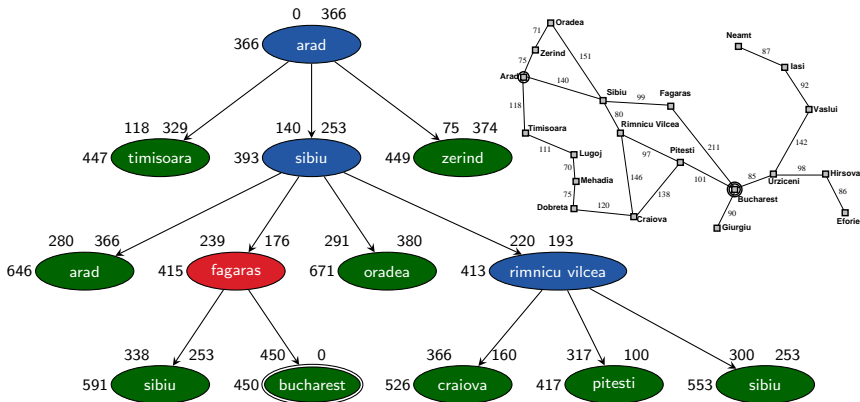 0 366
366 arad
118 329
447 timisoara
140 253
393 sibiu
75 374
449 zerind
280 366
646 arad
239 176
415 fagaras
291 380
671 oradea
220 193
413 rimnicu vilcea
338 253
591 sibiu
450 0
450 bucharest
366 160
526 craiova
317 100
417 pitesti
300 253
553 sibiu
Oradea
71
Zerind
75
151
Arad
140
118
Sibiu
99
Fagaras
80
Rimnicu Vilcea
Timisoara
111
Lugoj
70
Mehadia
75
Dobreta
120
Craiova
146
138
97
Pitesti
101
211
Bucharest
90
Giurgiu
85
Urziceni
98
Hirsova
86
Eforie
142
Vaslui
92
Iasi
87
Neamt